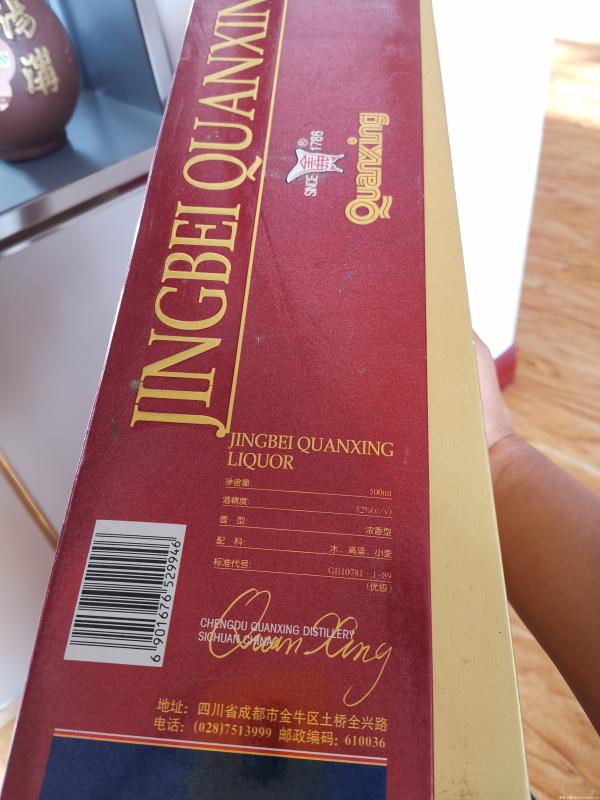 JINGBEI QUANXIN
全興
®
SINCE 1786
Quanxing
®
JINGBEI QUANXING
LIQUOR
净含量: 500ml
酒精度: 52%(v/v)
香 型: 浓香型
配 料: 水、高粱、小麦
标准代号: GB10781·1-89
(优级)
6 901676 529946
CHENGDU QUANXING DISTILLERY
SICHUAN CHINA
Quan Xing
地址: 四川省成都市金牛区土桥全兴路
电话: (028)7513999 邮政编码: 610036